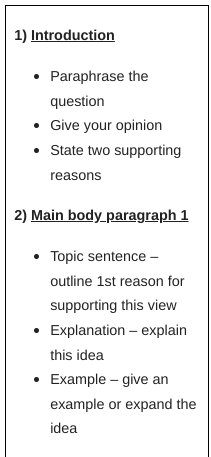 1) Introduction
• Paraphrase the
question
• Give your opinion
• State two supporting
reasons
2) Main body paragraph 1
• Topic sentence –
outline 1st reason for
supporting this view
• Explanation – explain
this idea
• Example – give an
example or expand the
idea